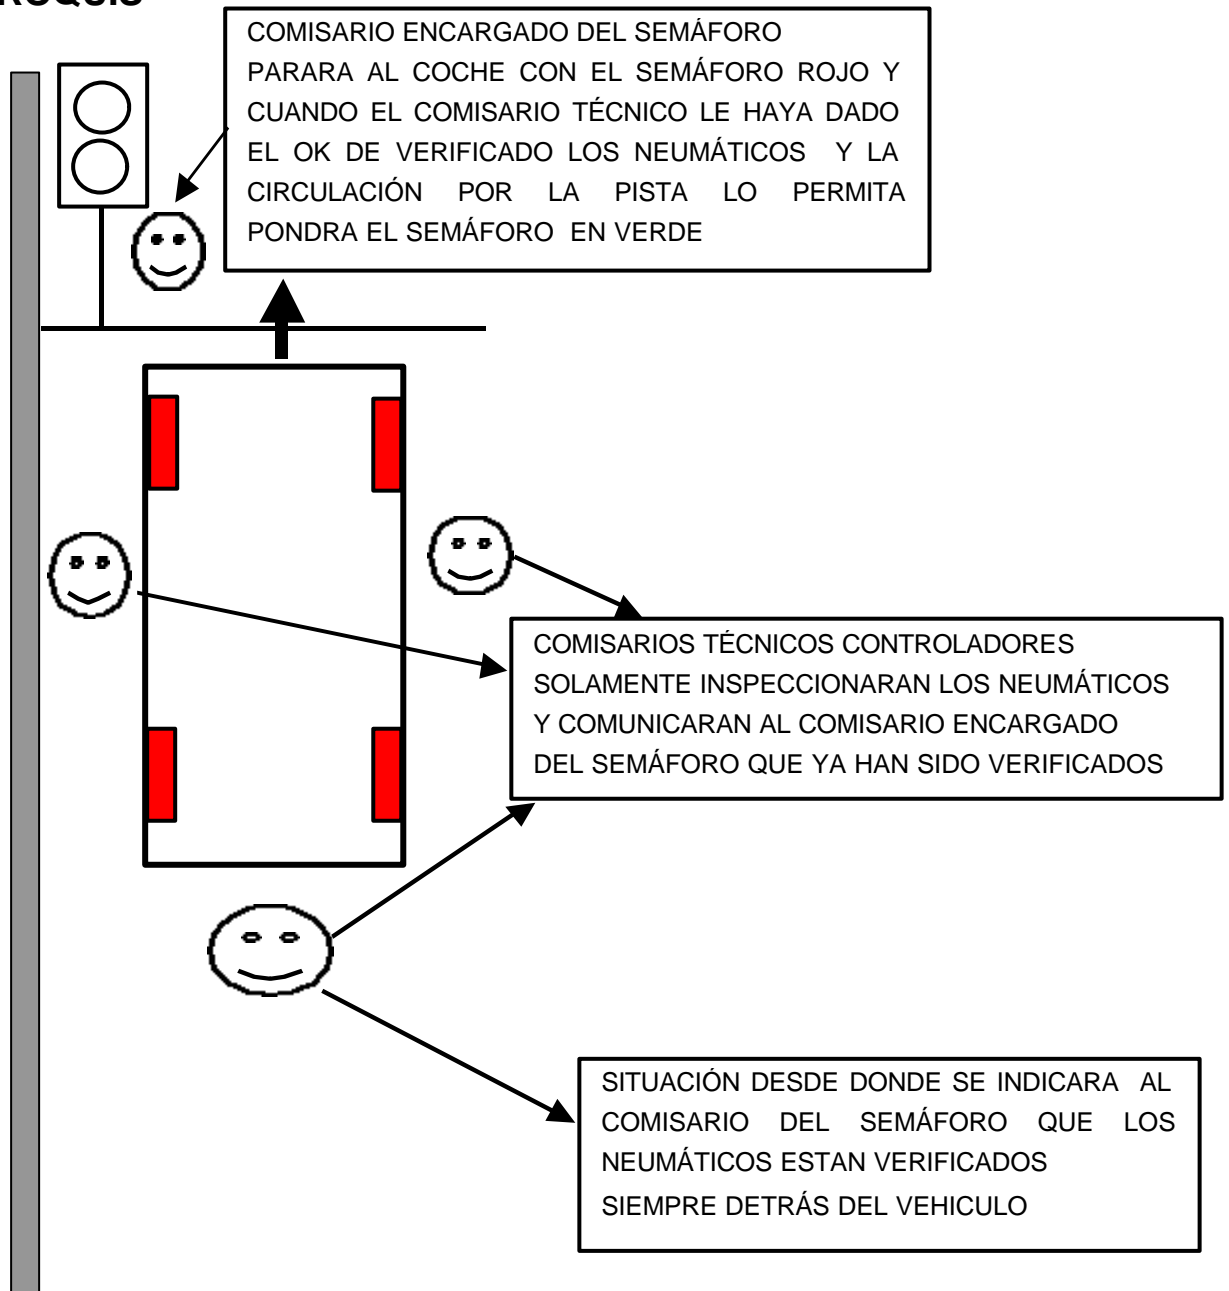 COMISARIO ENCARGADO DEL SEMÁFORO
PARARA AL COCHE CON EL SEMÁFORO ROJO Y
CUANDO EL COMISARIO TÉCNICO LE HAYA DADO
EL OK DE VERIFICADO LOS NEUMÁTICOS Y LA
CIRCULACIÓN POR LA PISTA LO PERMITA
PONDRA EL SEMÁFORO EN VERDE
COMISARIOS TÉCNICOS CONTROLADORES
SOLAMENTE INSPECCIONARAN LOS NEUMÁTICOS
Y COMUNICARAN AL COMISARIO ENCARGADO
DEL SEMÁFORO QUE YA HAN SIDO VERIFICADOS
SITUACIÓN DESDE DONDE SE INDICARA AL
COMISARIO DEL SEMÁFORO QUE LOS
NEUMÁTICOS ESTAN VERIFICADOS
SIEMPRE DETRÁS DEL VEHICULO